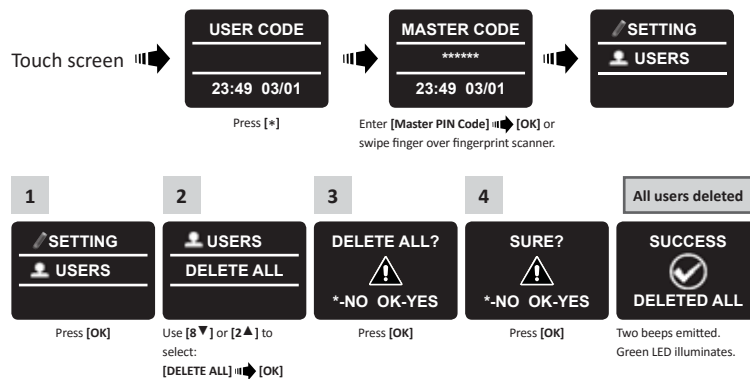 Touch screen
USER CODE
23:49 03/01
Press [*]
MASTER CODE
******
23:49 03/01
Enter [Master PIN Code] [OK] or
swipe finger over fingerprint scanner.
SETTING
USERS
1
SETTING
USERS
Press [OK]
2
USERS
DELETE ALL
Use [8▼] or [2▲] to
select:
[DELETE ALL] [OK]
3
DELETE ALL?
*-NO OK-YES
Press [OK]
4
SURE?
*-NO OK-YES
Press [OK]
All users deleted
SUCCESS
DELETED ALL
Two beeps emitted.
Green LED illuminates.